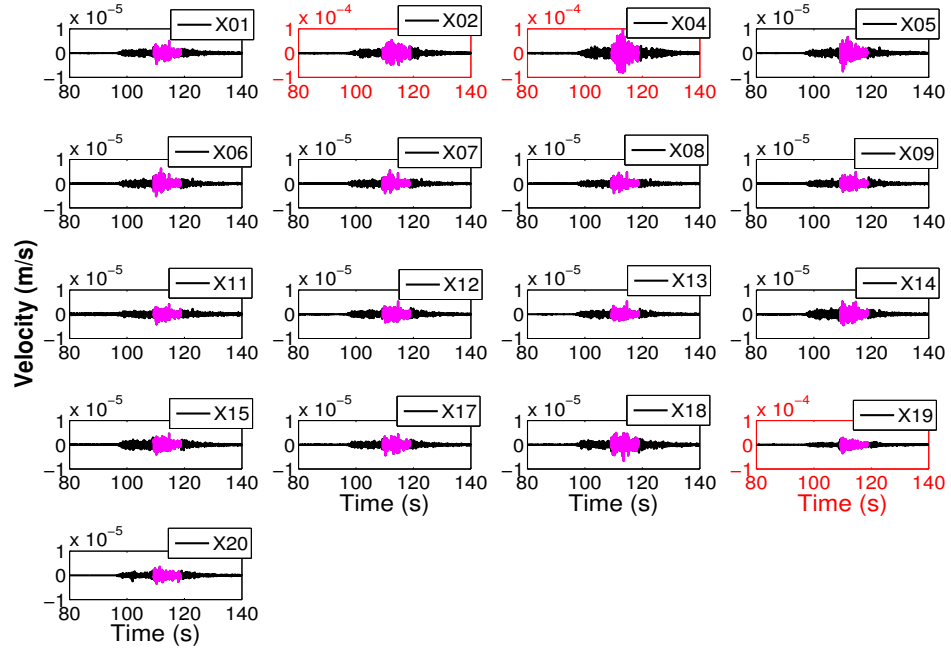 x 10⁻⁵ X01 x 10⁻⁴ X02 x 10⁻⁴ X04 x 10⁻⁵ X05
1 1 1 1
0 0 0 0
−1 −1 −1 −1
80 100 120 140 80 100 120 140 80 100 120 140 80 100 120 140
x 10⁻⁵ X06 x 10⁻⁵ X07 x 10⁻⁵ X08 x 10⁻⁵ X09
1 1 1 1
0 0 0 0
−1 −1 −1 −1
80 100 120 140 80 100 120 140 80 100 120 140 80 100 120 140
Velocity (m/s)
x 10⁻⁵ X11 x 10⁻⁵ X12 x 10⁻⁵ X13 x 10⁻⁵ X14
1 1 1 1
0 0 0 0
−1 −1 −1 −1
80 100 120 140 80 100 120 140 80 100 120 140 80 100 120 140
x 10⁻⁵ X15 x 10⁻⁵ X17 x 10⁻⁵ X18 x 10⁻⁴ X19
1 1 1 1
0 0 0 0
−1 −1 −1 −1
80 100 120 140 80 100 120 140 80 100 120 140 80 100 120 140
Time (s) Time (s) Time (s)
x 10⁻⁵ X20
1
0
−1
80 100 120 140
Time (s)